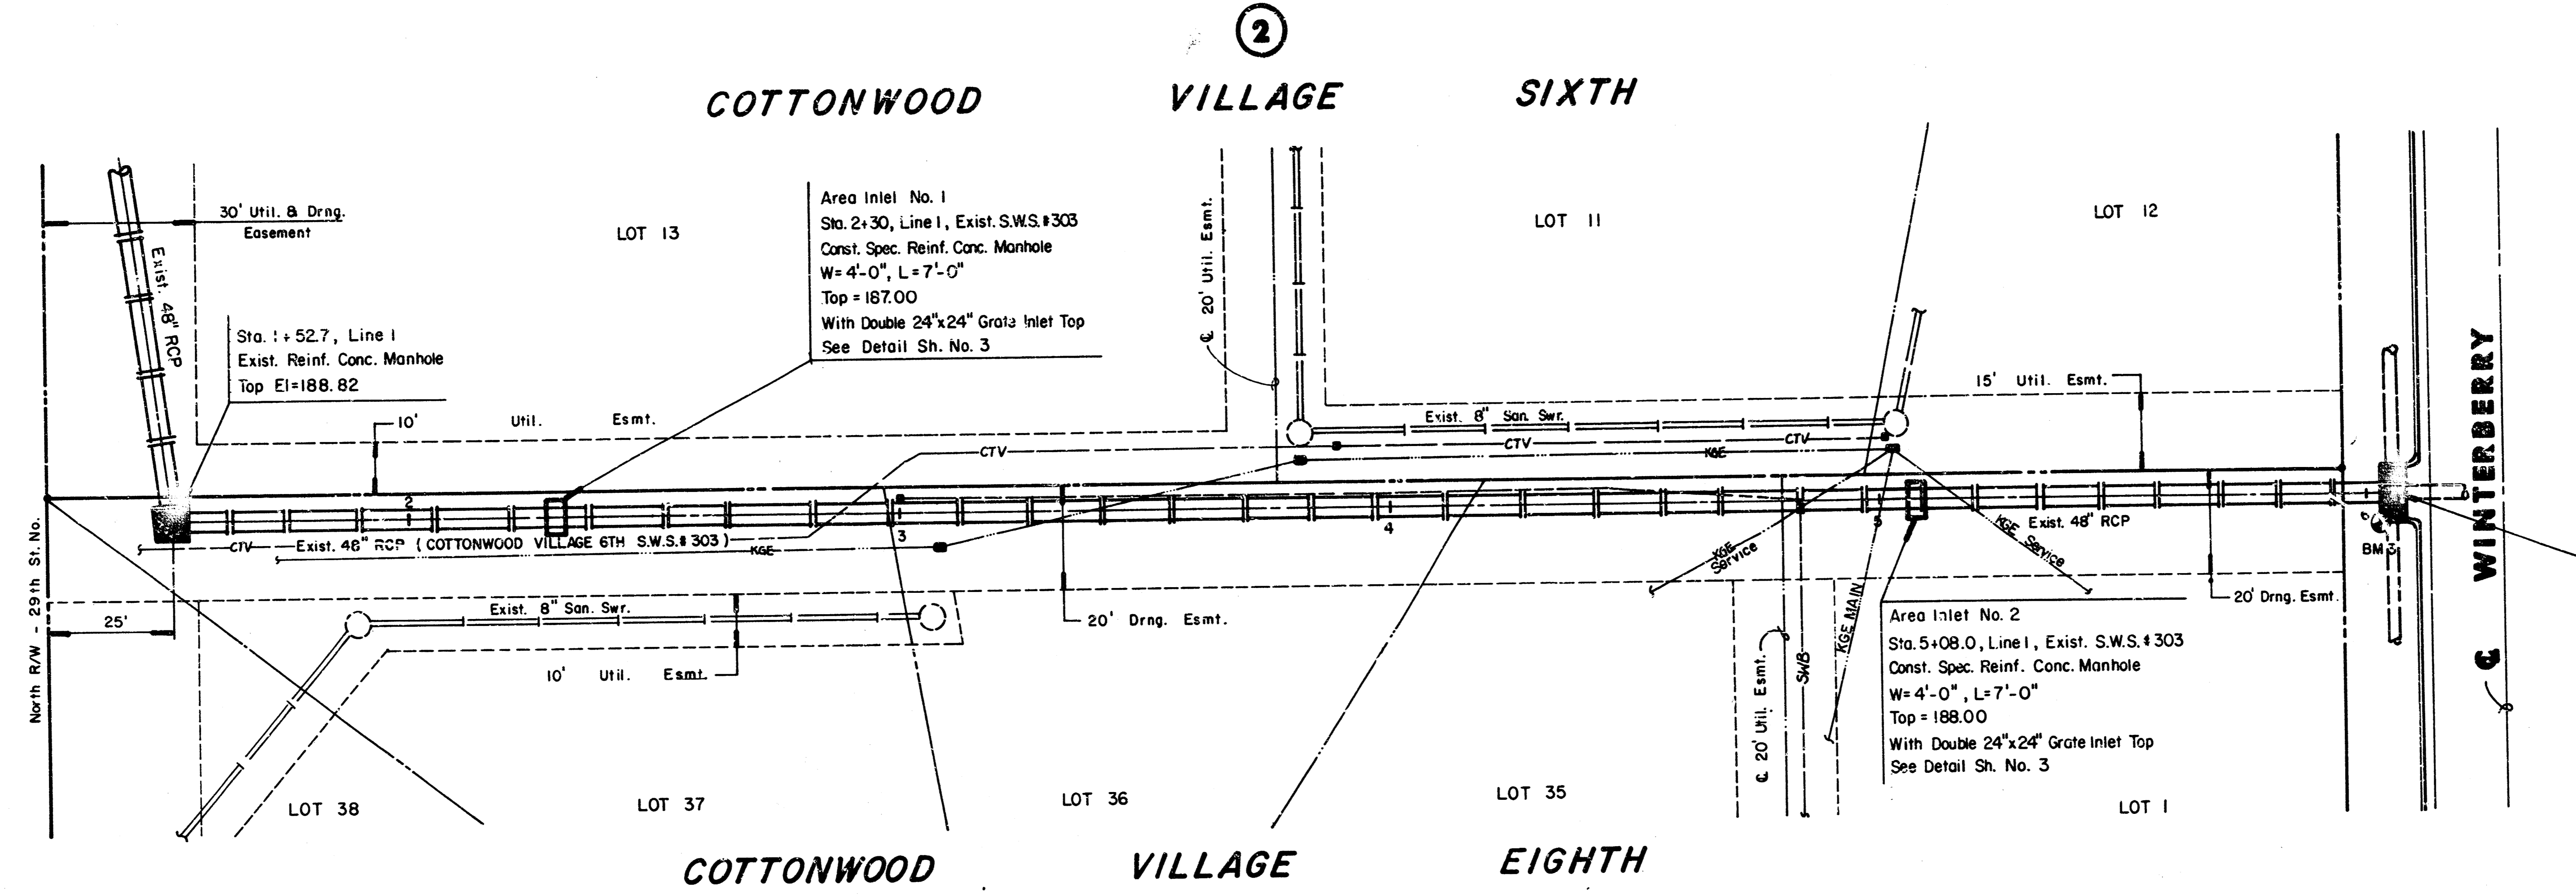 2
COTTONWOOD VILLAGE SIXTH
30' Util. & Drng.
Easement
Exist. 48" RCP
LOT 13
Area Inlet No. 1
Sta. 2+30, Line 1, Exist. S.W.S. #303
Const. Spec. Reinf. Conc. Manhole
W= 4'-0", L = 7'-0"
Top = 187.00
With Double 24"x24" Grate Inlet Top
See Detail Sh. No. 3
℄ 20' Util. Esmt.
LOT 11
LOT 12
Sta. 1+52.7, Line 1
Exist. Reinf. Conc. Manhole
Top El=188.82
10' Util. Esmt.
15' Util. Esmt.
Exist. 8" San. Swr.
CTV
CTV
CTV
KGE
2
3
4
5
CTV
Exist. 48" RCP (COTTONWOOD VILLAGE 6TH S.W.S.# 303)
KGE
Exist. 48" RCP
KGE Service
KGE
Service
BM 3
℄ WINTERBERRY
North R/W - 29th St. No.
25'
Exist. 8" San. Swr.
10' Util. Esmt.
20' Drng. Esmt.
20' Drng. Esmt.
℄ 20' Util. Esmt.
SWB
KGE MAIN
Area Inlet No. 2
Sta. 5+08.0, Line 1, Exist. S.W.S. #303
Const. Spec. Reinf. Conc. Manhole
W= 4'-0", L= 7'-0"
Top = 188.00
With Double 24"x24" Grate Inlet Top
See Detail Sh. No. 3
LOT 38
LOT 37
LOT 36
LOT 35
LOT 1
COTTONWOOD VILLAGE EIGHTH